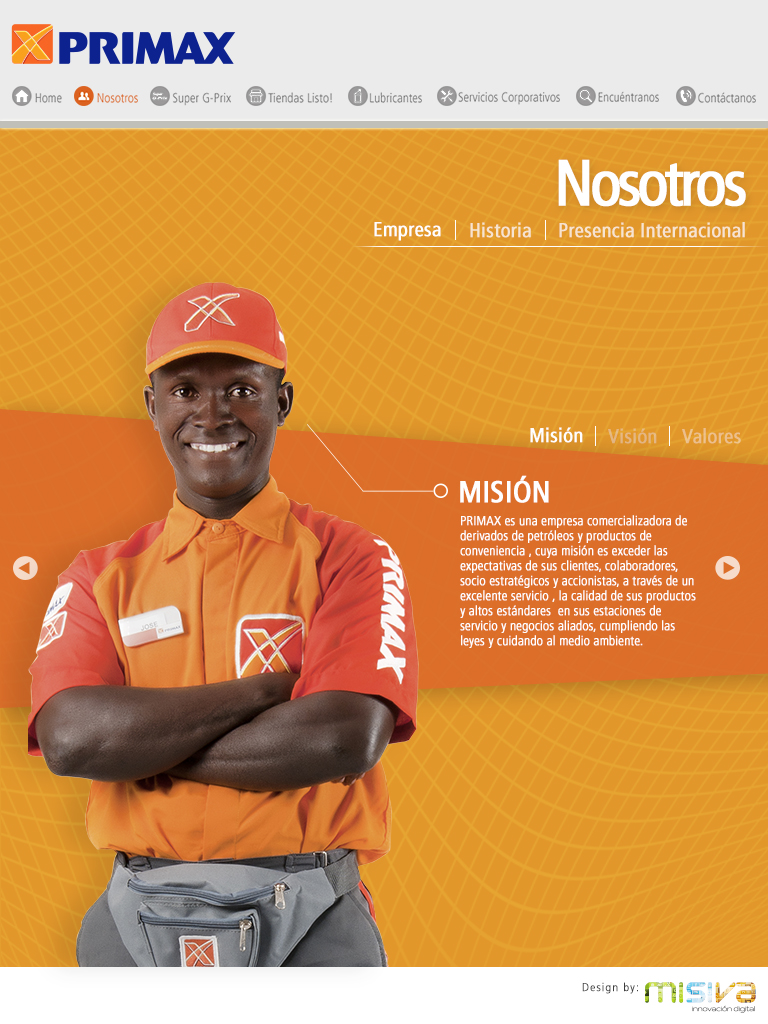 PRIMAX
Home
Nosotros
Super G-Prix
Tiendas Listo!
Lubricantes
Servicios Corporativos
Encuéntranos
Contáctanos
Nosotros
Empresa | Historia | Presencia Internacional
Misión | Visión | Valores
MISIÓN
PRIMAX es una empresa comercializadora de
derivados de petróleos y productos de
conveniencia , cuya misión es exceder las
expectativas de sus clientes, colaboradores,
socio estratégicos y accionistas, a través de un
excelente servicio , la calidad de sus productos
y altos estándares  en sus estaciones de
servicio y negocios aliados, cumpliendo las
leyes y cuidando al medio ambiente.
JOSE
PRIMAX
Design by: misiva
innovación digital